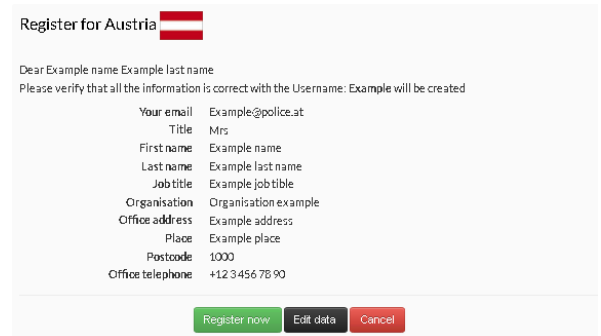 Register for Austria
Dear Example name Example last name
Please verify that all the information is correct with the Username: Example will be created
Your email Example@police.at
Title Mrs
First name Example name
Last name Example last name
Job title Example job tible
Organisation Organisation example
Office address Example address
Place Example place
Postcode 1000
Office telephone +12 3 456 78 90
Register now Edit data Cancel